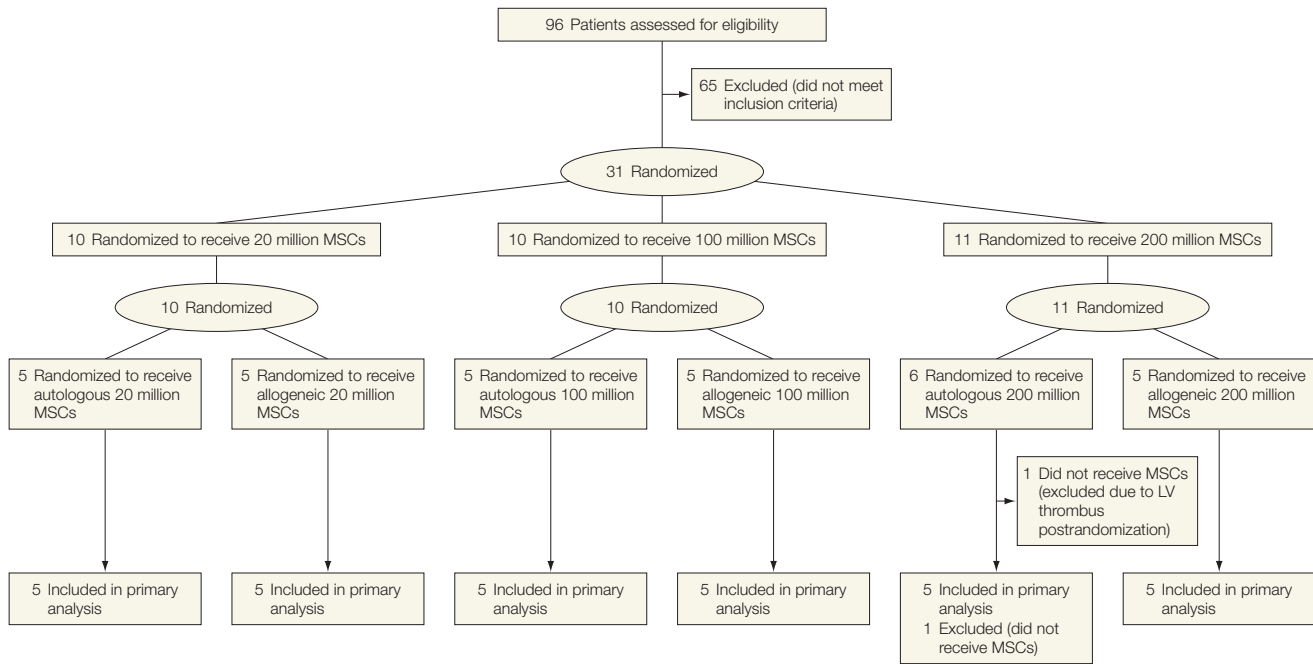 96 Patients assessed for eligibility
65 Excluded (did not meet
inclusion criteria)
31 Randomized
10 Randomized to receive 20 million MSCs
10 Randomized to receive 100 million MSCs
11 Randomized to receive 200 million MSCs
10 Randomized
10 Randomized
11 Randomized
5 Randomized to receive
autologous 20 million
MSCs
5 Randomized to receive
allogeneic 20 million
MSCs
5 Randomized to receive
autologous 100 million
MSCs
5 Randomized to receive
allogeneic 100 million
MSCs
6 Randomized to receive
autologous 200 million
MSCs
5 Randomized to receive
allogeneic 200 million
MSCs
1 Did not receive MSCs
(excluded due to LV
thrombus
postrandomization)
5 Included in primary
analysis
5 Included in primary
analysis
5 Included in primary
analysis
5 Included in primary
analysis
5 Included in primary
analysis
1 Excluded (did not
receive MSCs)
5 Included in primary
analysis